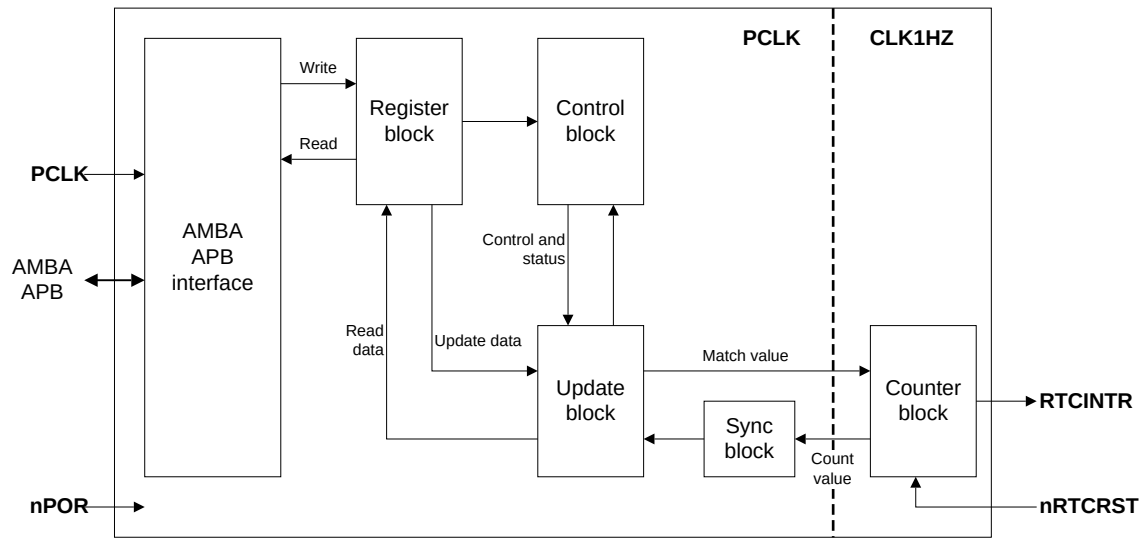 PCLK
CLK1HZ
Write
Register
block
Control
block
Read
PCLK
AMBA
APB
interface
AMBA
APB
Control and
status
Read
data
Update data
Match value
Update
block
Counter
block
Sync
block
RTCINTR
Count
value
nPOR
nRTCRST